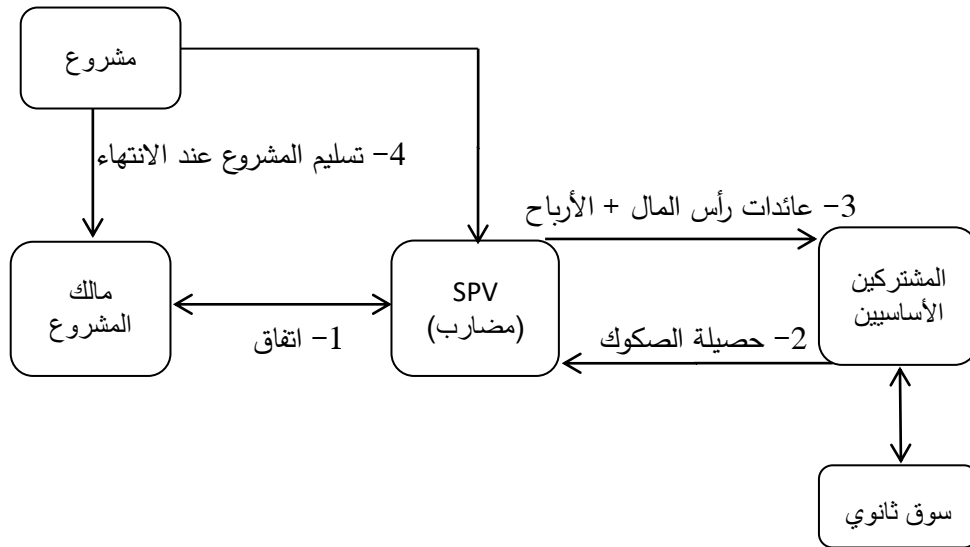 مشروع
4- تسليم المشروع عند الانتهاء
3- عائدات رأس المال + الأرباح
المشتركين
الأساسيين
SPV
(مضارب)
مالك
المشروع
1- اتفاق
2- حصيلة الصكوك
سوق ثانوي